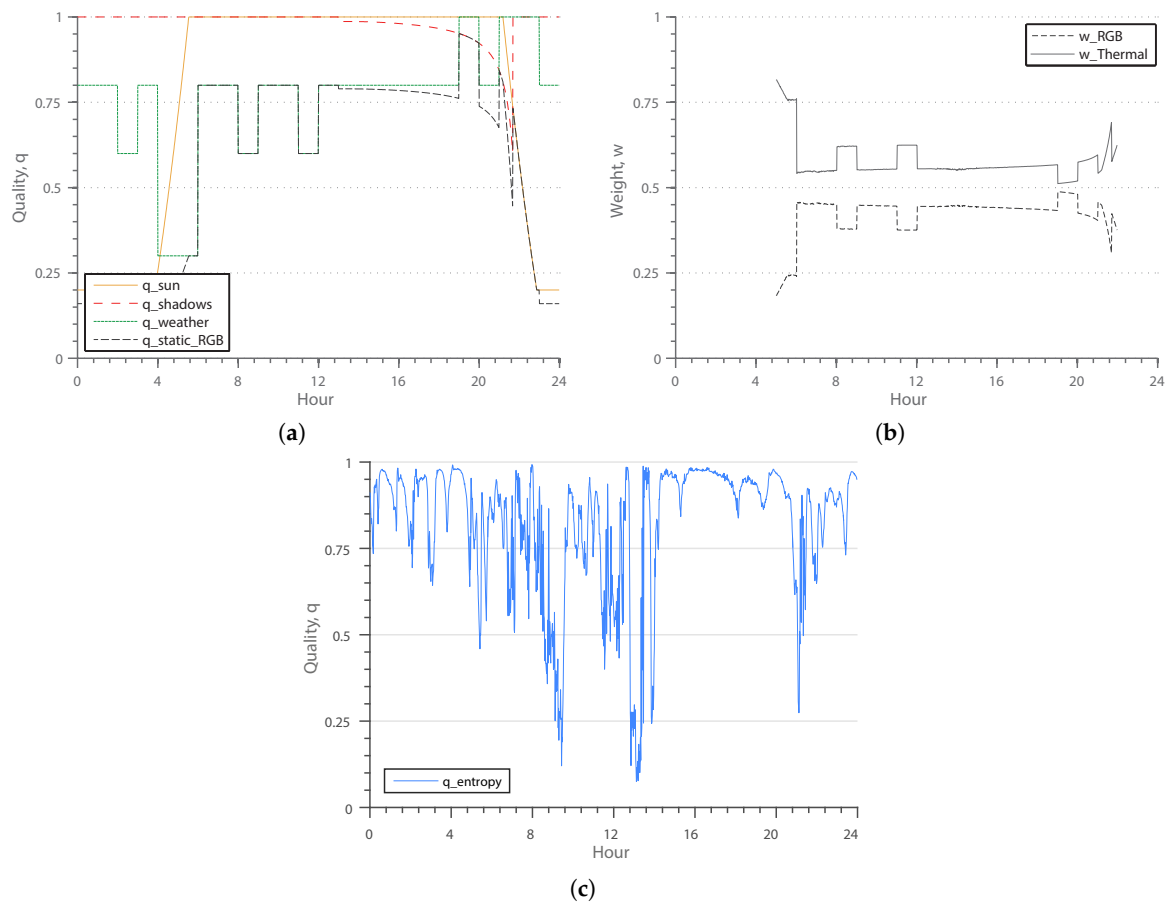 1
0.75
0.5
0.25
0
Quality, q
q_sun
q_shadows
q_weather
q_static_RGB
0 4 8 12 16 20 24
Hour
(a)
1
0.75
0.5
0.25
0
Weight, w
w_RGB
w_Thermal
0 4 8 12 16 20 24
Hour
(b)
1
0.75
0.5
0.25
0
Quality, q
q_entropy
0 4 8 12 16 20 24
Hour
(c)